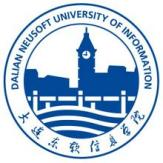 DALIAN NEUSOFT UNIVERSITY OF INFORMATION
大连东软信息学院